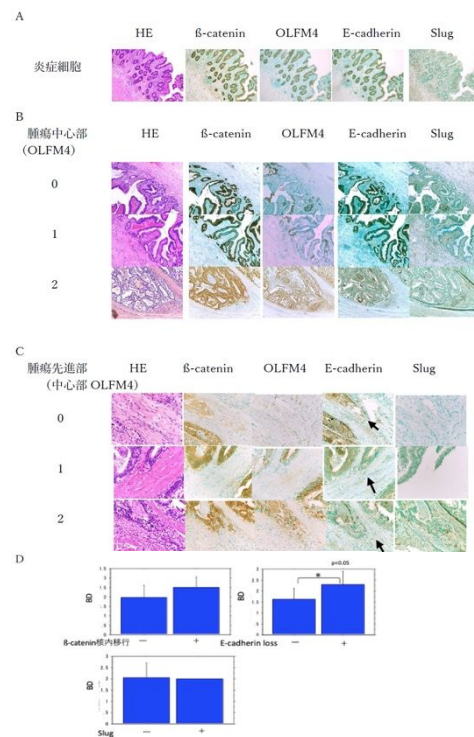 A
HE ß-catenin OLFM4 E-cadherin Slug
炎症細胞
B
腫瘍中心部 HE ß-catenin OLFM4 E-cadherin Slug
(OLFM4)
0
1
2
C
腫瘍先進部 HE ß-catenin OLFM4 E-cadherin Slug
(中心部 OLFM4)
0
1
2
D
p<0.05
*
BD
ß-catenin核内移行 — +
BD
E-cadherin loss — +
BD
Slug — +